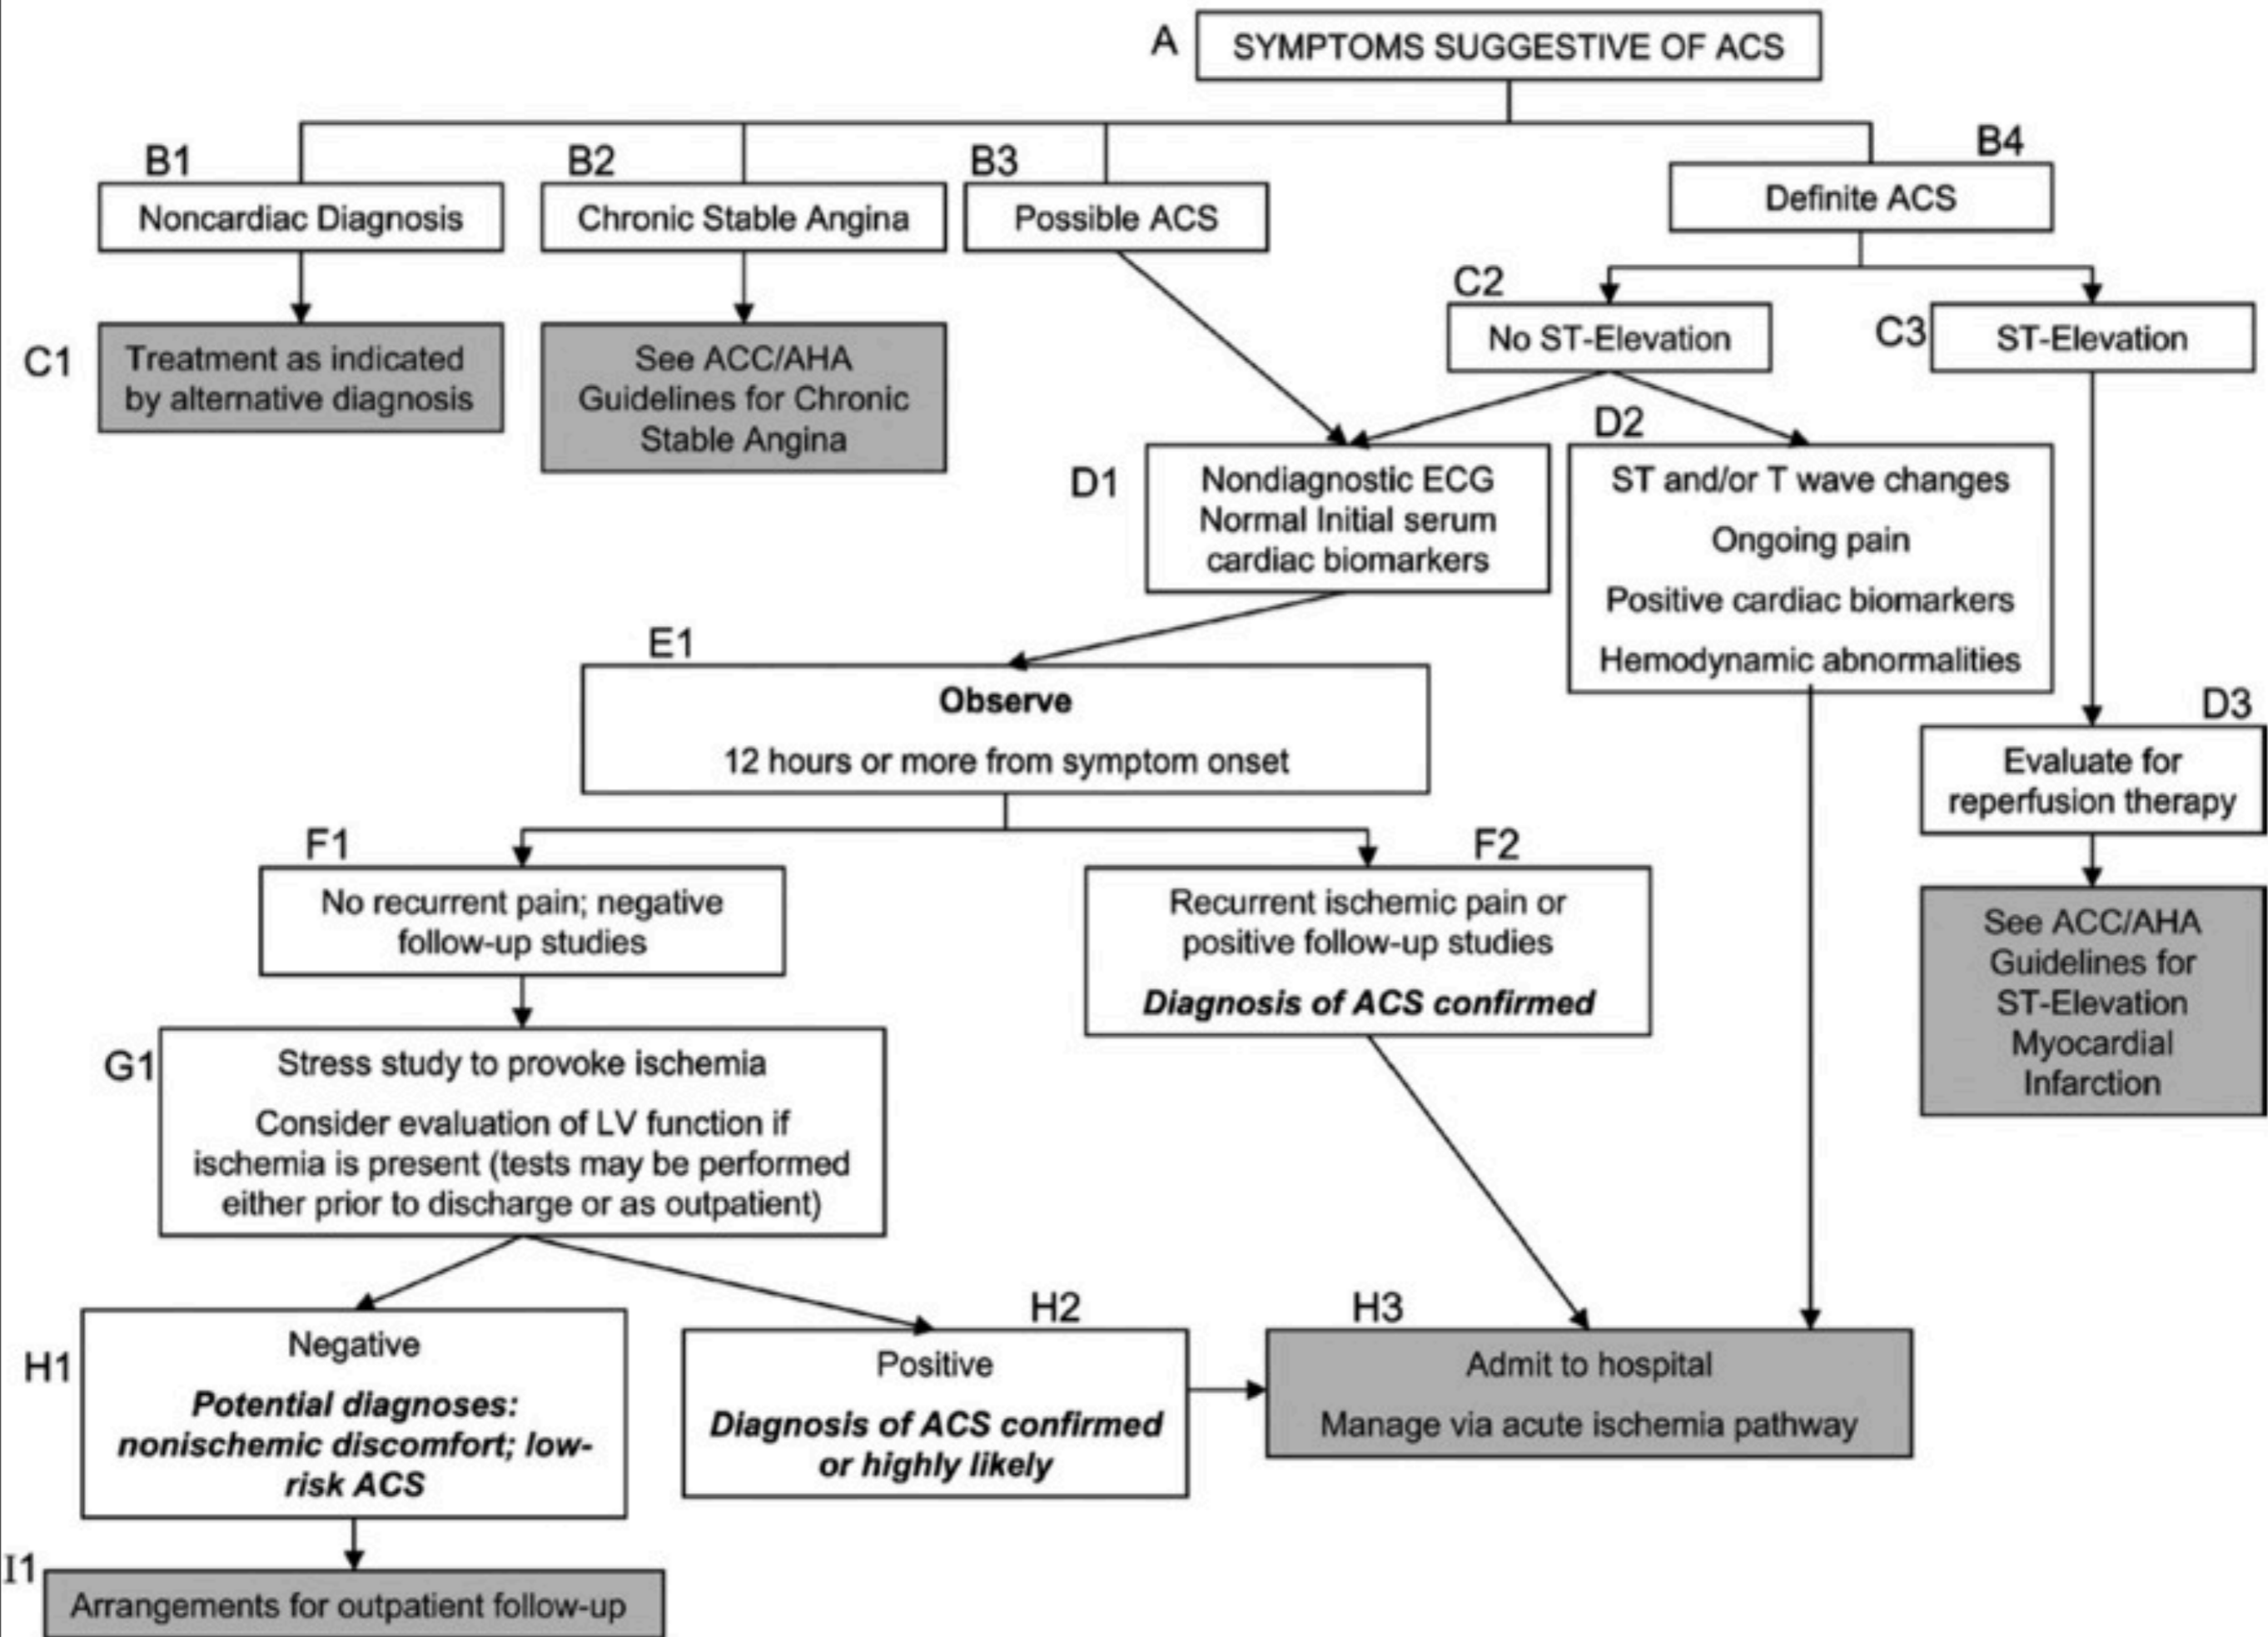 A
SYMPTOMS SUGGESTIVE OF ACS
B1
Noncardiac Diagnosis
B2
Chronic Stable Angina
B3
Possible ACS
B4
Definite ACS
C1
Treatment as indicated
by alternative diagnosis
See ACC/AHA
Guidelines for Chronic
Stable Angina
C2
No ST-Elevation
C3
ST-Elevation
D1
Nondiagnostic ECG
Normal Initial serum
cardiac biomarkers
D2
ST and/or T wave changes
Ongoing pain
Positive cardiac biomarkers
Hemodynamic abnormalities
D3
Evaluate for
reperfusion therapy
See ACC/AHA
Guidelines for
ST-Elevation
Myocardial
Infarction
E1
Observe
12 hours or more from symptom onset
F1
No recurrent pain; negative
follow-up studies
F2
Recurrent ischemic pain or
positive follow-up studies
Diagnosis of ACS confirmed
G1
Stress study to provoke ischemia
Consider evaluation of LV function if
ischemia is present (tests may be performed
either prior to discharge or as outpatient)
H1
Negative
Potential diagnoses:
nonischemic discomfort; low-
risk ACS
H2
Positive
Diagnosis of ACS confirmed
or highly likely
H3
Admit to hospital
Manage via acute ischemia pathway
I1
Arrangements for outpatient follow-up